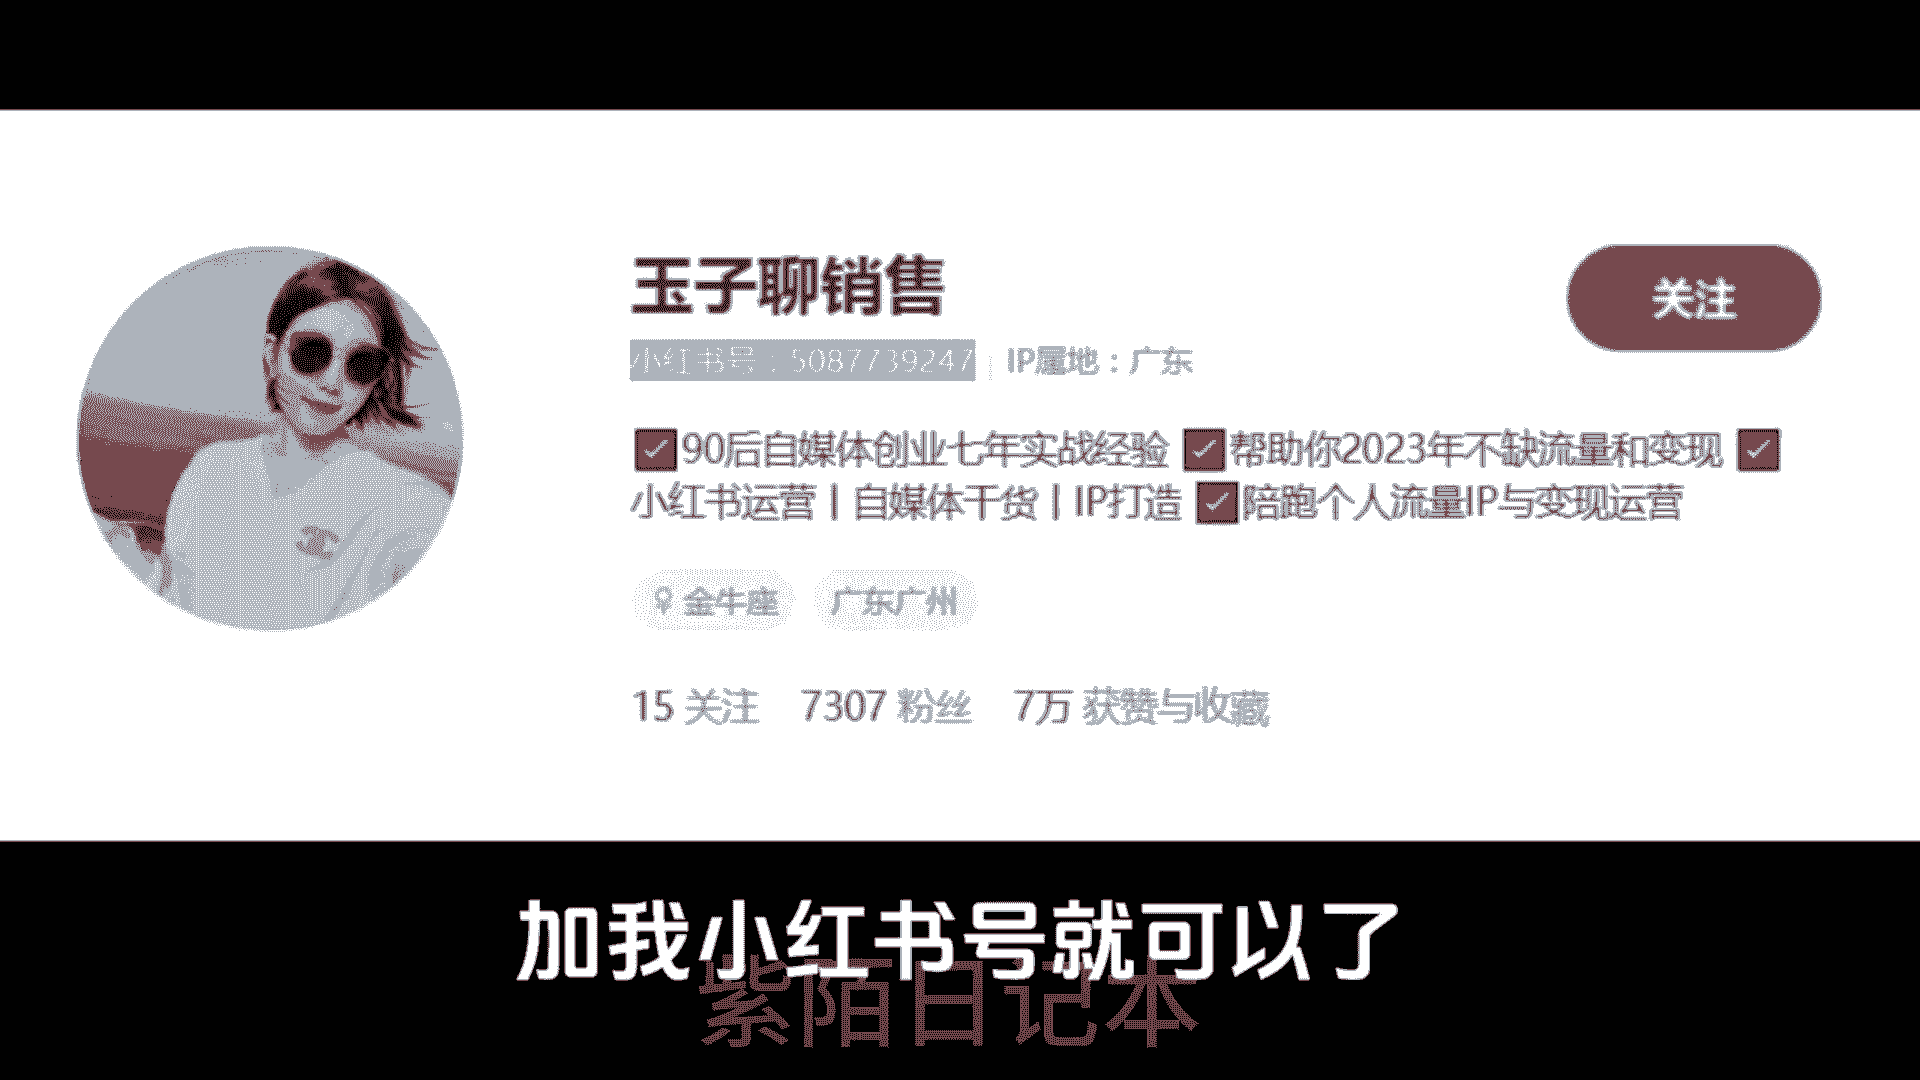 玉子聊销售
关注
小红书号：5087739247 IP属地：广东
✅90后自媒体创业七年实战经验 ✅帮助你2023年不缺流量和变现 ✅
小红书运营丨自媒体干货丨IP打造 ✅陪跑个人流量IP与变现运营
♀ 金牛座 广东广州
15 关注 7307 粉丝 7万 获赞与收藏
加我小红书号就可以了
紫陌日记本